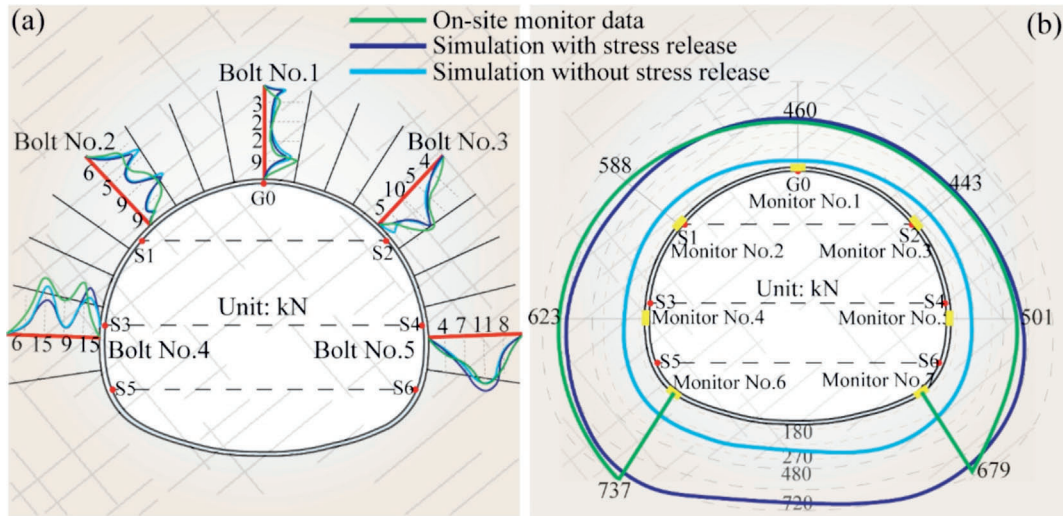 (a)
On-site monitor data
Simulation with stress release
Simulation without stress release
(b)
Bolt No.1
3
2
2
9
Bolt No.2
6
5
9
9
Bolt No.3
4
5
10
5
G0
S1
S2
Unit: kN
S3
S4
6 15 9 15
Bolt No.4
Bolt No.5
4 7 11 8
S5
S6
460
588
443
G0
Monitor No.1
S1
S2
Monitor No.2
Monitor No.3
Unit: kN
S3
S4
623
Monitor No.4
Monitor No.5
501
S5
S6
Monitor No.6
Monitor No.7
180
270
480
720
737
679